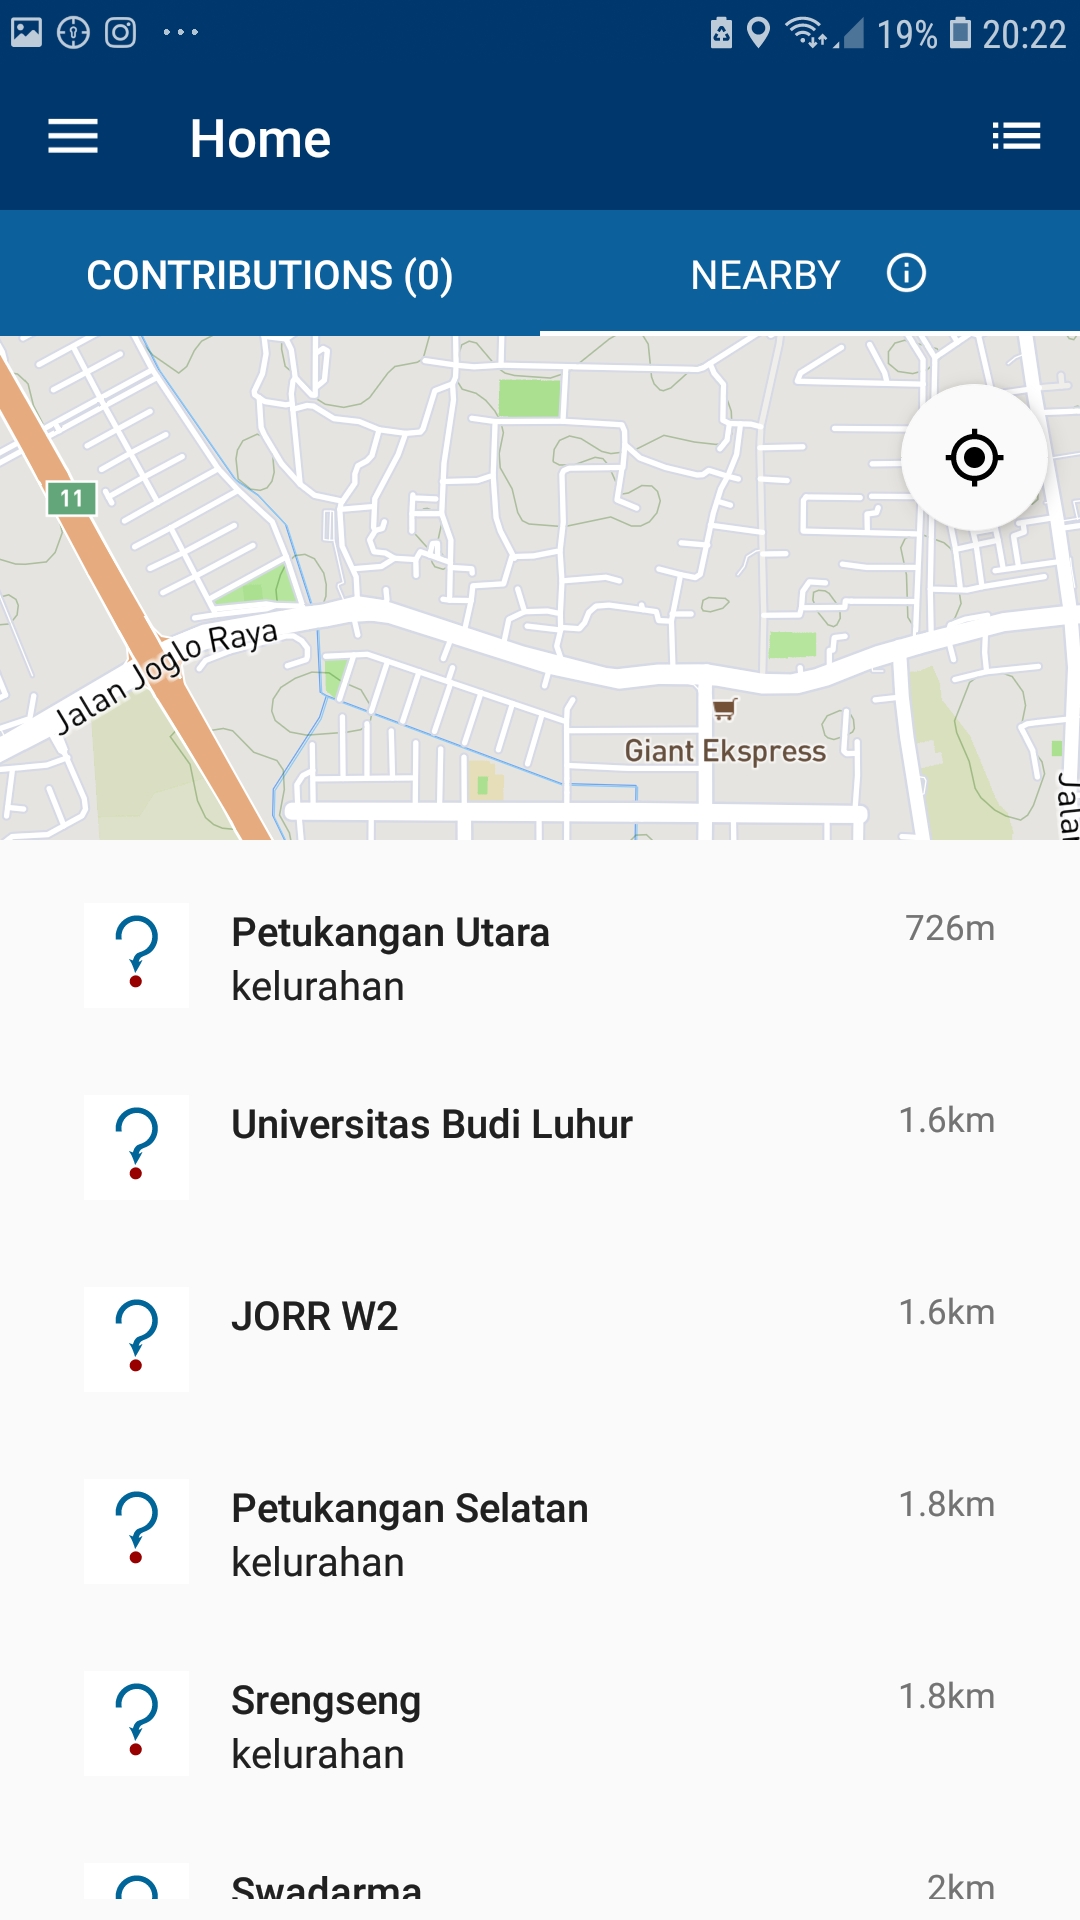 19% 20:22
Home
CONTRIBUTIONS (0) NEARBY
11
Jalan Joglo Raya
Giant Ekspress
Petukangan Utara 726m
kelurahan
Universitas Budi Luhur 1.6km
JORR W2 1.6km
Petukangan Selatan 1.8km
kelurahan
Srengseng 1.8km
kelurahan
Swadarma 2km